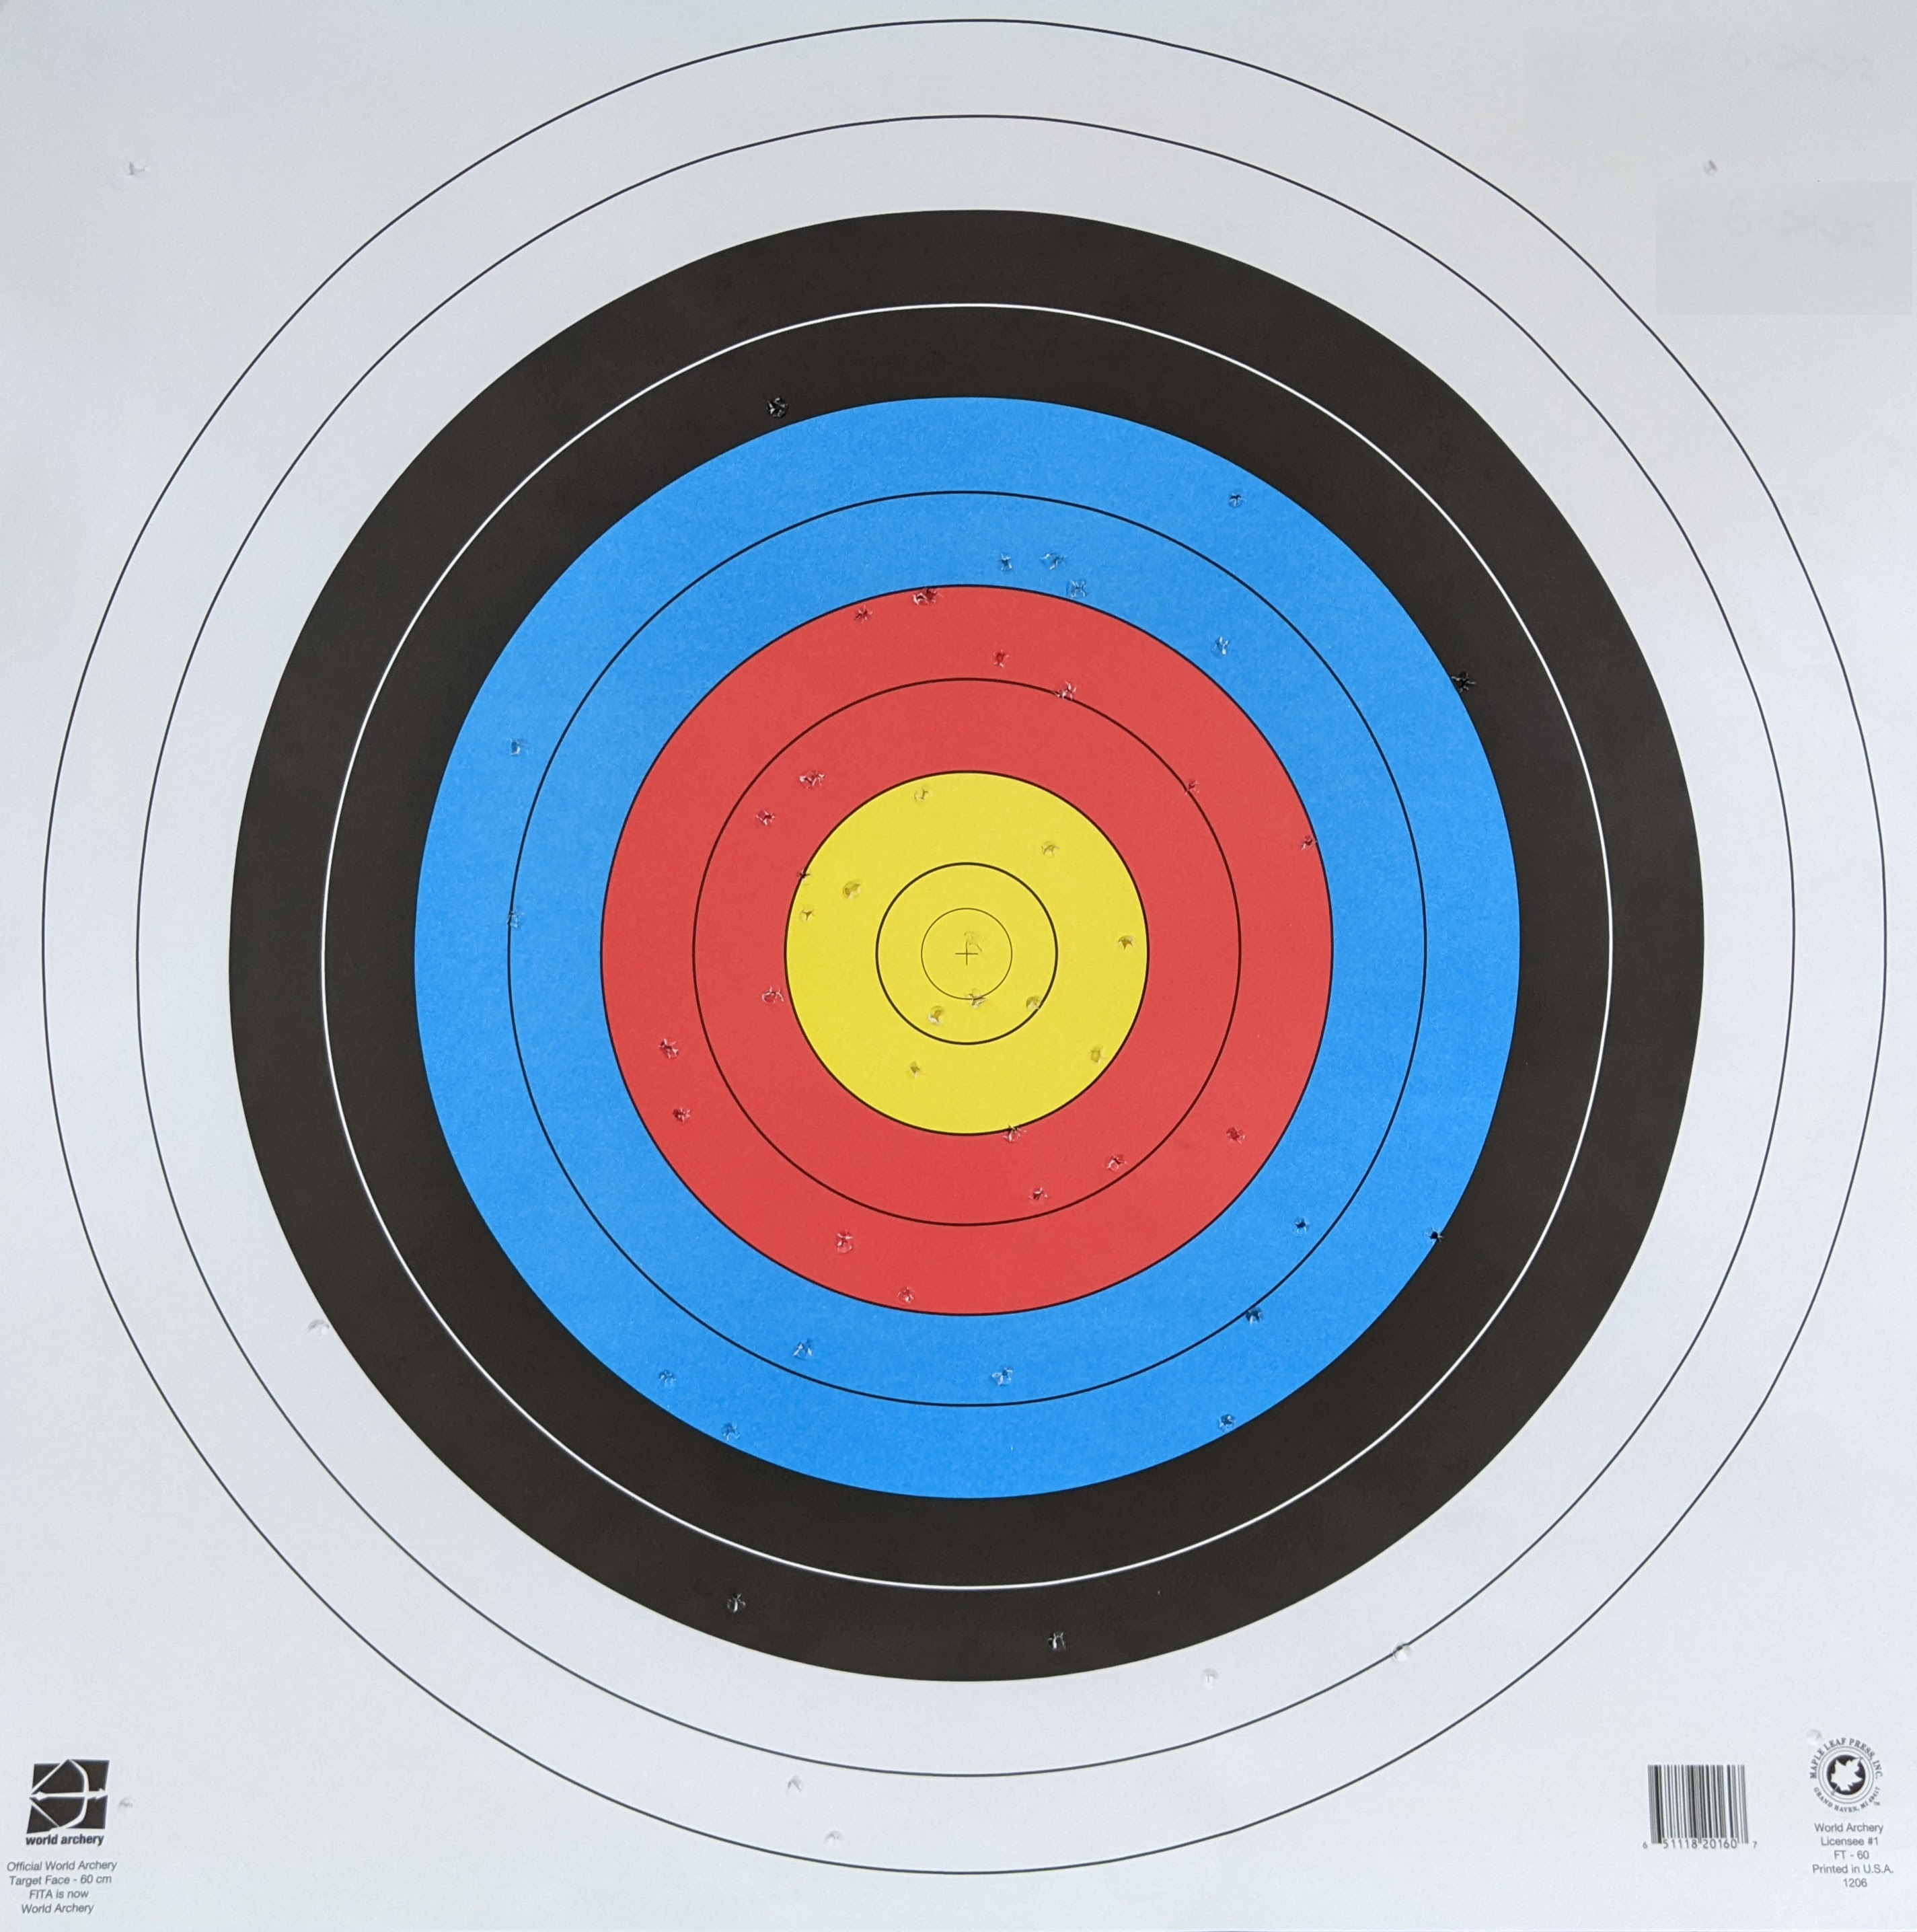 world archery
Official World Archery
Target Face - 60 cm
FITA is now
World Archery
6 51118 20160 7
MAPLE LEAF PRESS, INC.
GRAND HAVEN, MI 49417
World Archery
Licensee #1
FT - 60
Printed in U.S.A.
1206